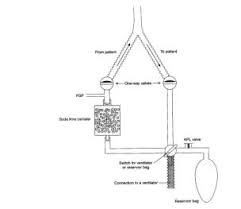 From patient
To patient
One-way valves
FGF
Soda lime canister
APL valve
Switch for ventilator
or reservoir bag
Connection to a ventilator
Reservoir bag